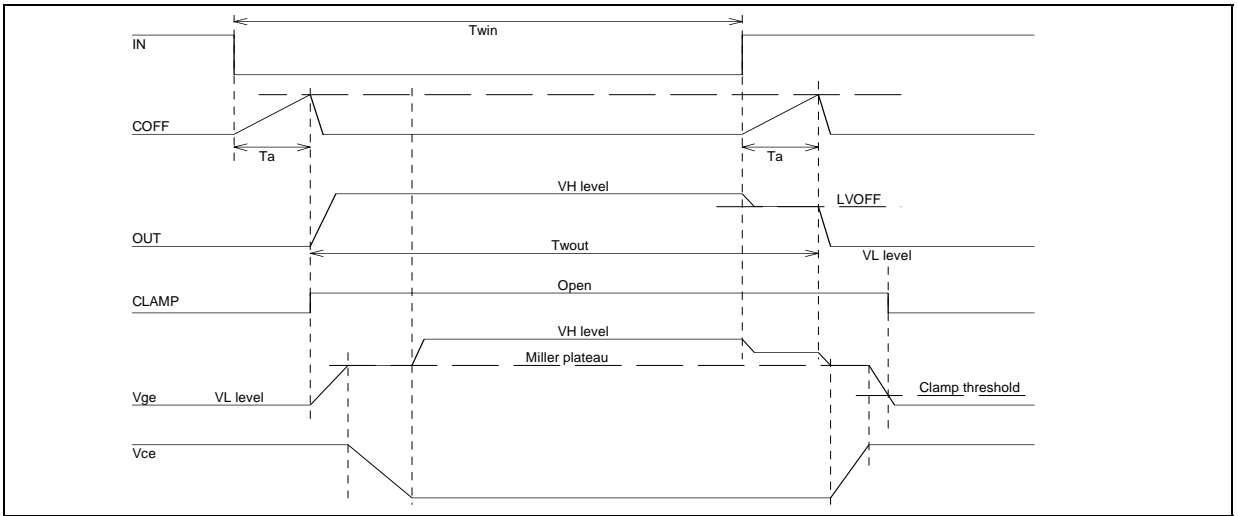 Twin
IN
COFF
Ta
Ta
VH level
LVOFF
OUT
Twout
VL level
Open
CLAMP
VH level
Miller plateau
Clamp threshold
Vge
VL level
Vce